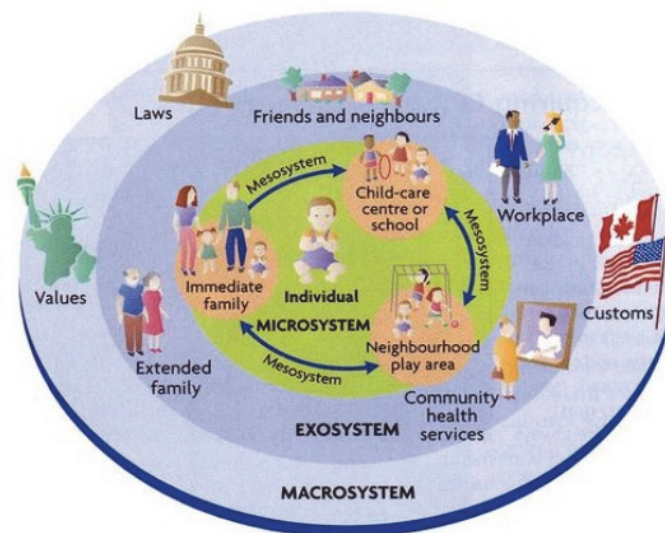 Laws
Friends and neighbours
Mesosystem
Child-care
centre or
school
Workplace
Mesosystem
Values
Immediate
family
Individual
Customs
MICROSYSTEM
Neighbourhood
play area
Mesosystem
Extended
family
Community
health
services
EXOSYSTEM
MACROSYSTEM